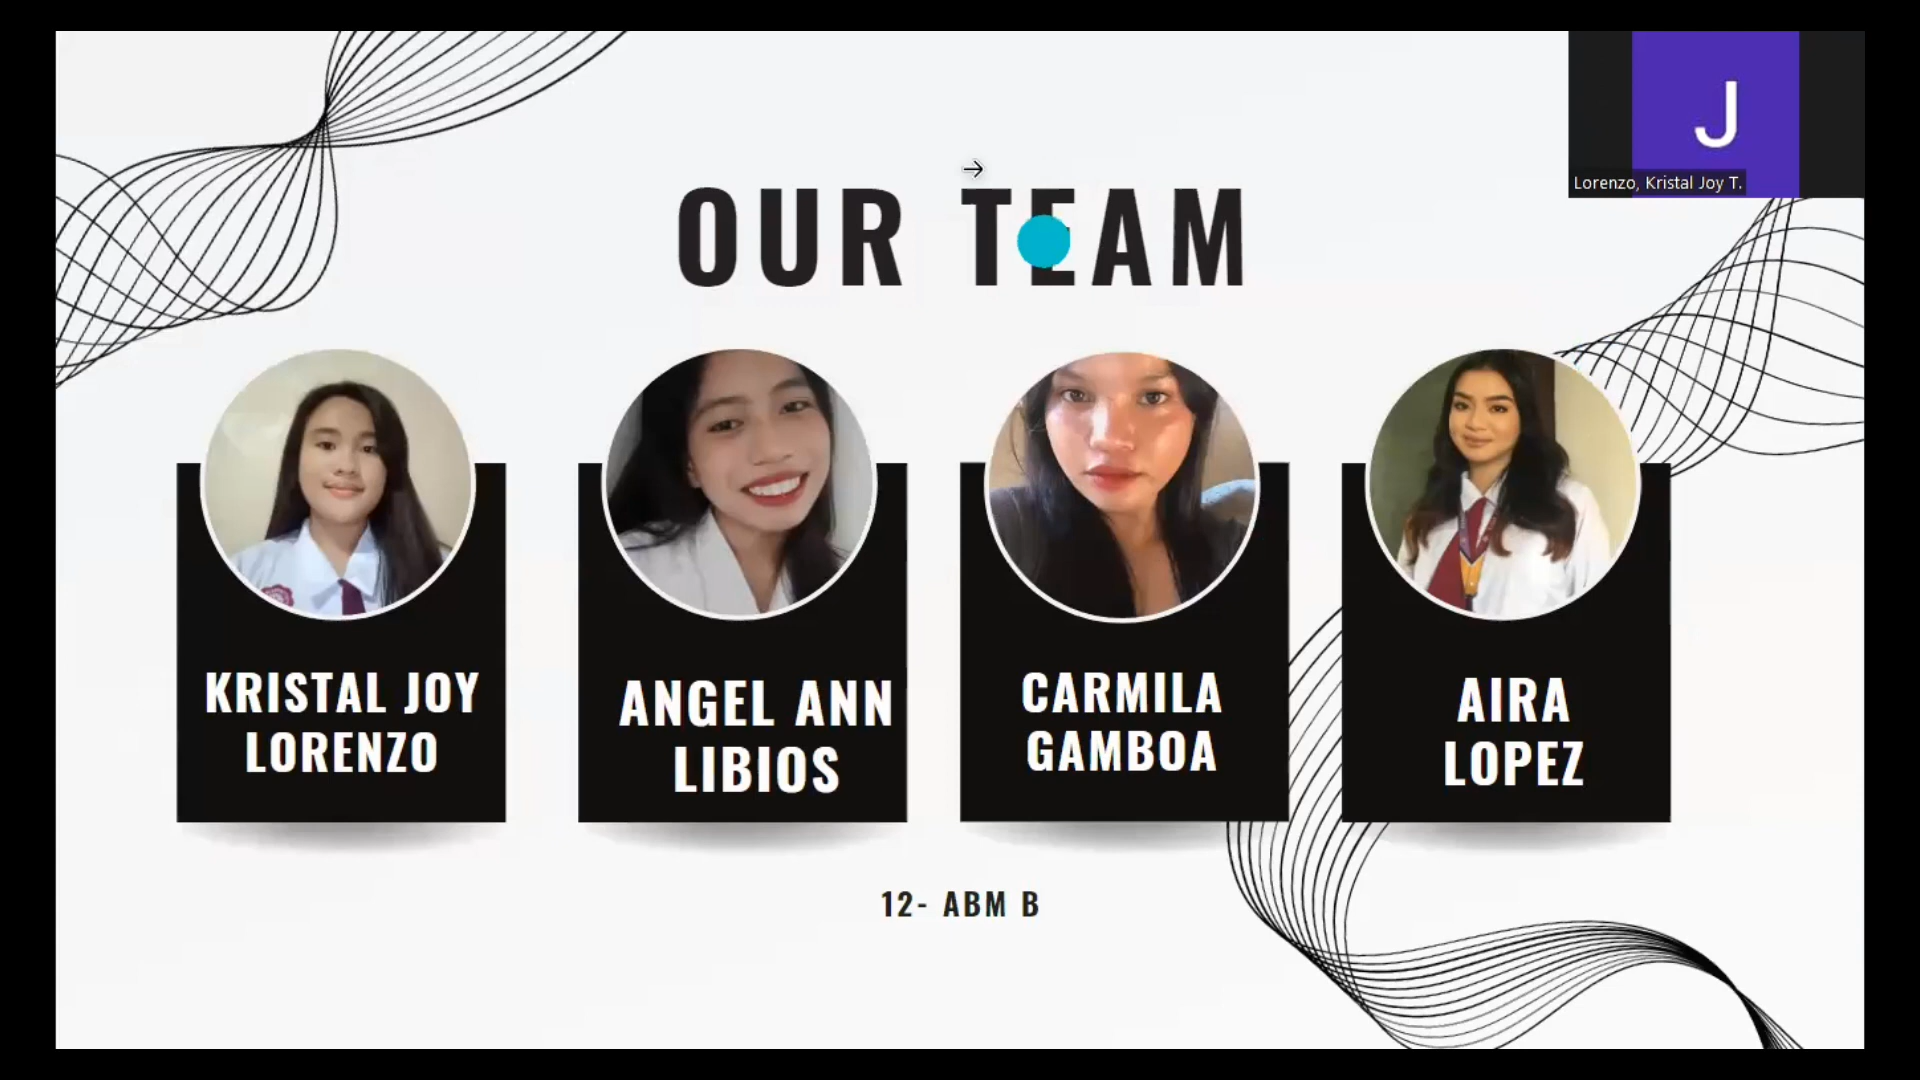 J
Lorenzo, Kristal Joy T.
OUR TEAM
KRISTAL JOY
LORENZO
ANGEL ANN
LIBIOS
CARMILA
GAMBOA
AIRA
LOPEZ
12- ABM B